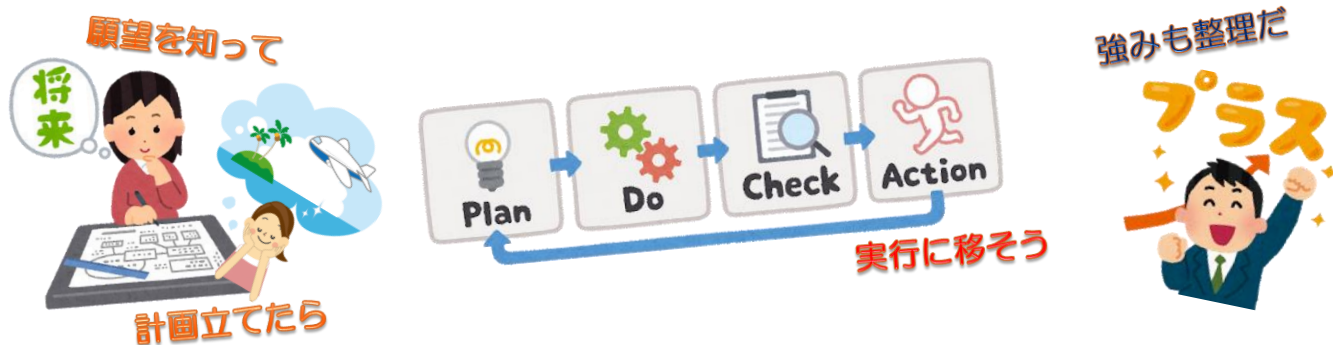 願望を知って
将来
計画立てたら
Plan
Do
Check
Action
実行に移そう
強みも整理だ
プラス